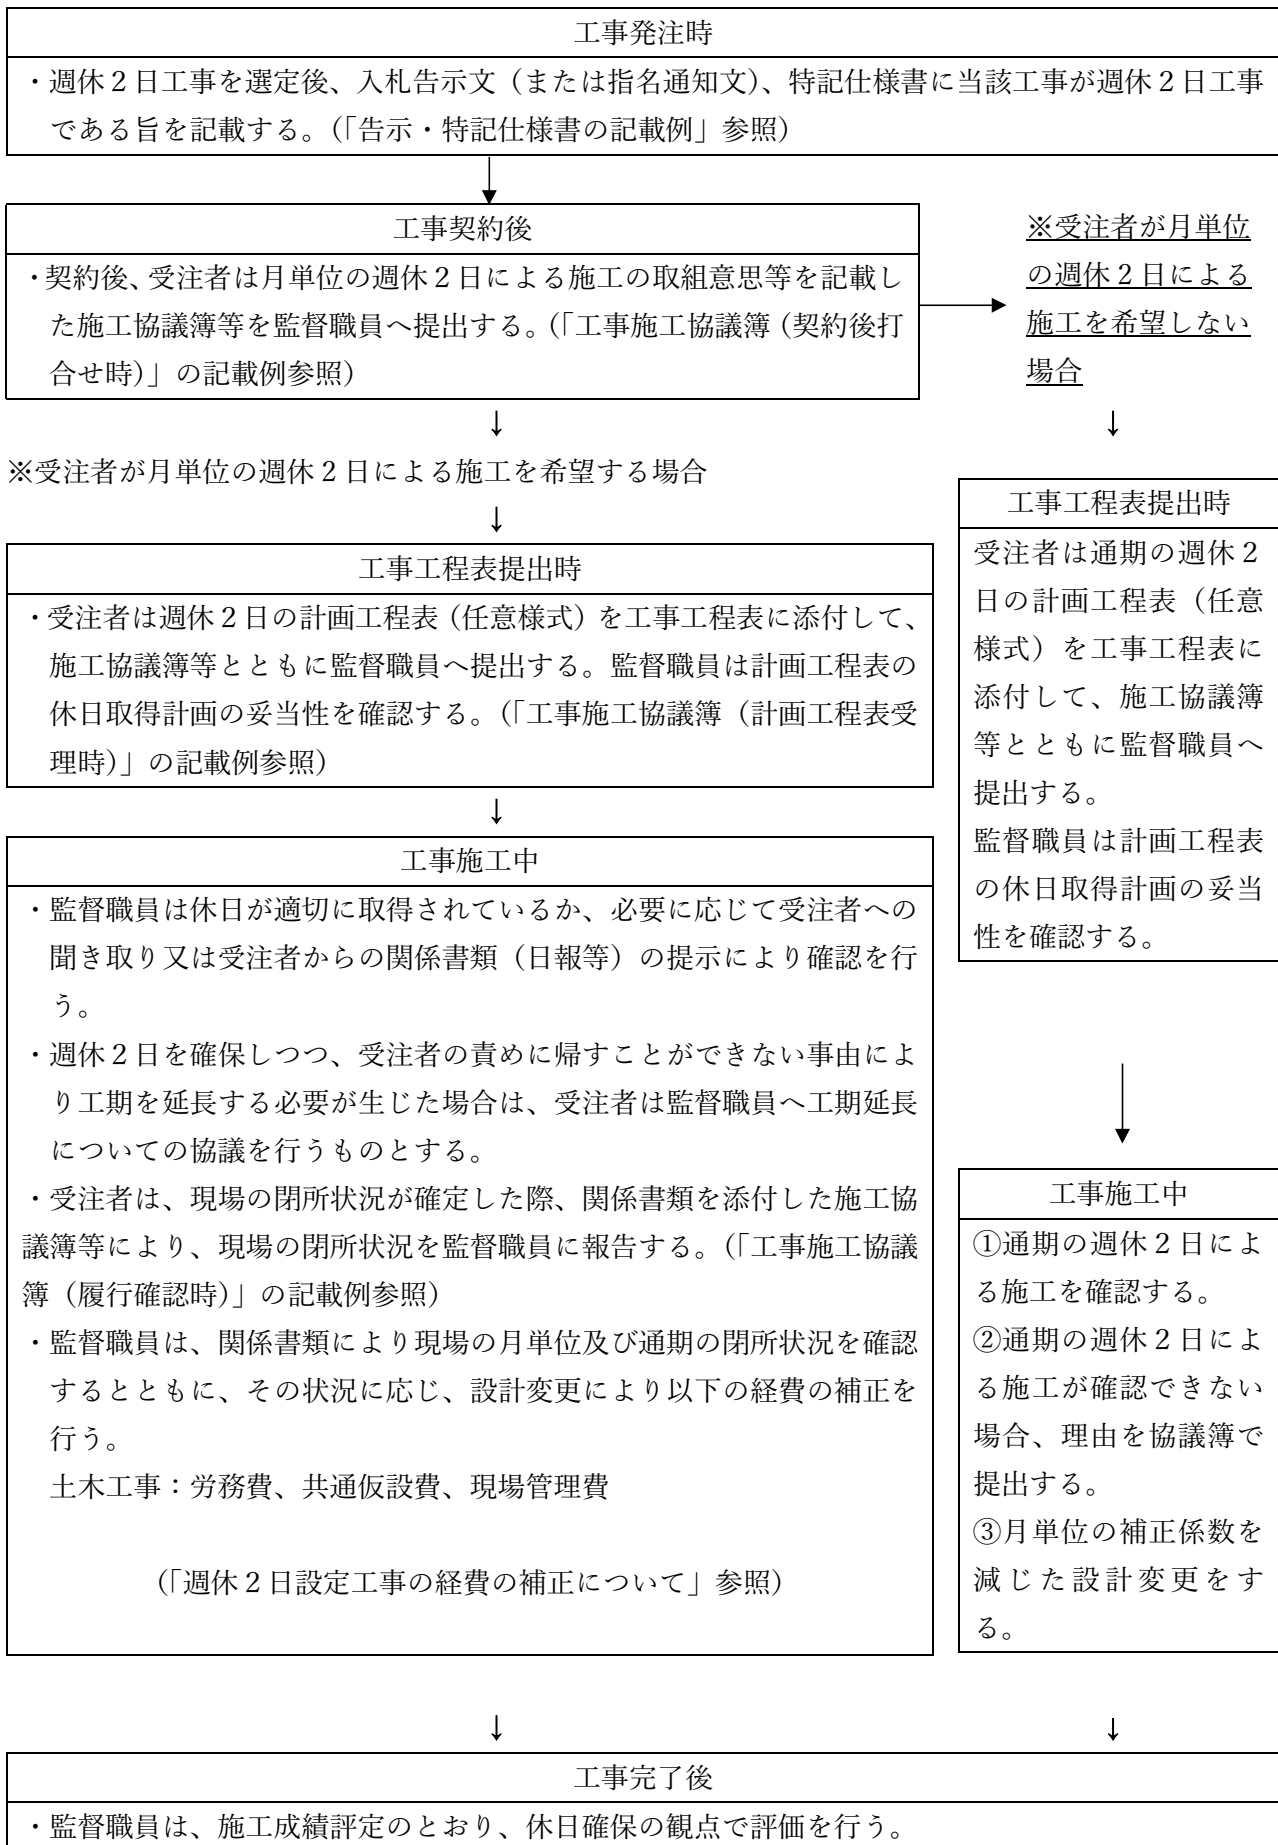 工事発注時
・週休２日工事を選定後、入札告示文（または指名通知文）、特記仕様書に当該工事が週休２日工事
である旨を記載する。（「告示・特記仕様書の記載例」参照）
工事契約後
・契約後、受注者は月単位の週休２日による施工の取組意思等を記載し
た施工協議簿等を監督職員へ提出する。（「工事施工協議簿（契約後打
合せ時）」の記載例参照）
※受注者が月単位
の週休２日による
施工を希望しない
場合
↓
↓
※受注者が月単位の週休２日による施工を希望する場合
↓
工事工程表提出時
・受注者は週休２日の計画工程表（任意様式）を工事工程表に添付して、
施工協議簿等とともに監督職員へ提出する。監督職員は計画工程表の
休日取得計画の妥当性を確認する。（「工事施工協議簿（計画工程表受
理時）」の記載例参照）
↓
工事施工中
・監督職員は休日が適切に取得されているか、必要に応じて受注者への
聞き取り又は受注者からの関係書類（日報等）の提示により確認を行
う。
・週休２日を確保しつつ、受注者の責めに帰すことができない事由によ
り工期を延長する必要が生じた場合は、受注者は監督職員へ工期延長
についての協議を行うものとする。
・受注者は、現場の閉所状況が確定した際、関係書類を添付した施工協
議簿等により、現場の閉所状況を監督職員に報告する。（「工事施工協議
簿（履行確認時）」の記載例参照）
・監督職員は、関係書類により現場の月単位及び通期の閉所状況を確認
するとともに、その状況に応じ、設計変更により以下の経費の補正を
行う。
土木工事：労務費、共通仮設費、現場管理費
（「週休２日設定工事の経費の補正について」参照）
工事工程表提出時
受注者は通期の週休２
日の計画工程表（任意
様式）を工事工程表に
添付して、施工協議簿
等とともに監督職員へ
提出する。
監督職員は計画工程表
の休日取得計画の妥当
性を確認する。
工事施工中
①通期の週休２日によ
る施工を確認する。
②通期の週休２日によ
る施工が確認できない
場合、理由を協議簿で
提出する。
③月単位の補正係数を
減じた設計変更をす
る。
↓
↓
工事完了後
・監督職員は、施工成績評定のとおり、休日確保の観点で評価を行う。